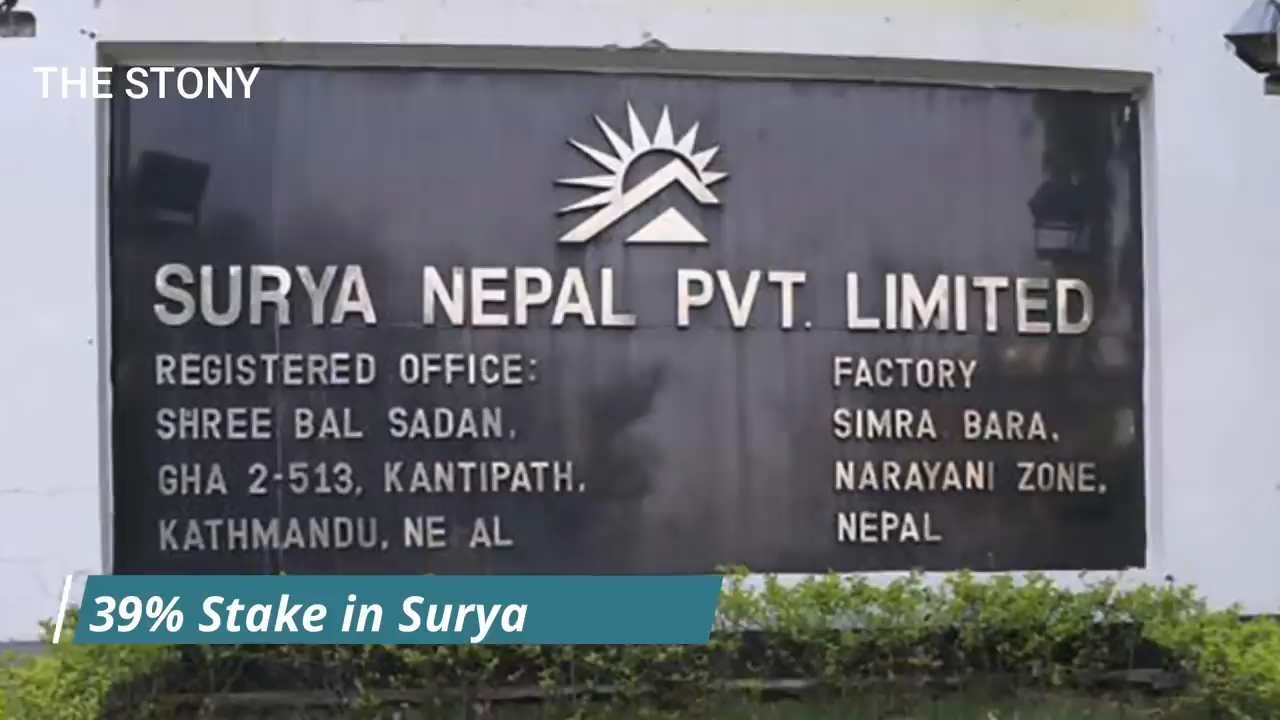 THE STONY
SURYA NEPAL PVT. LIMITED
REGISTERED OFFICE:
SHREE BAL SADAN,
GHA 2-513, KANTIPATH,
KATHMANDU, NE AL
FACTORY
SIMRA BARA,
NARAYANI ZONE,
NEPAL
39% Stake in Surya